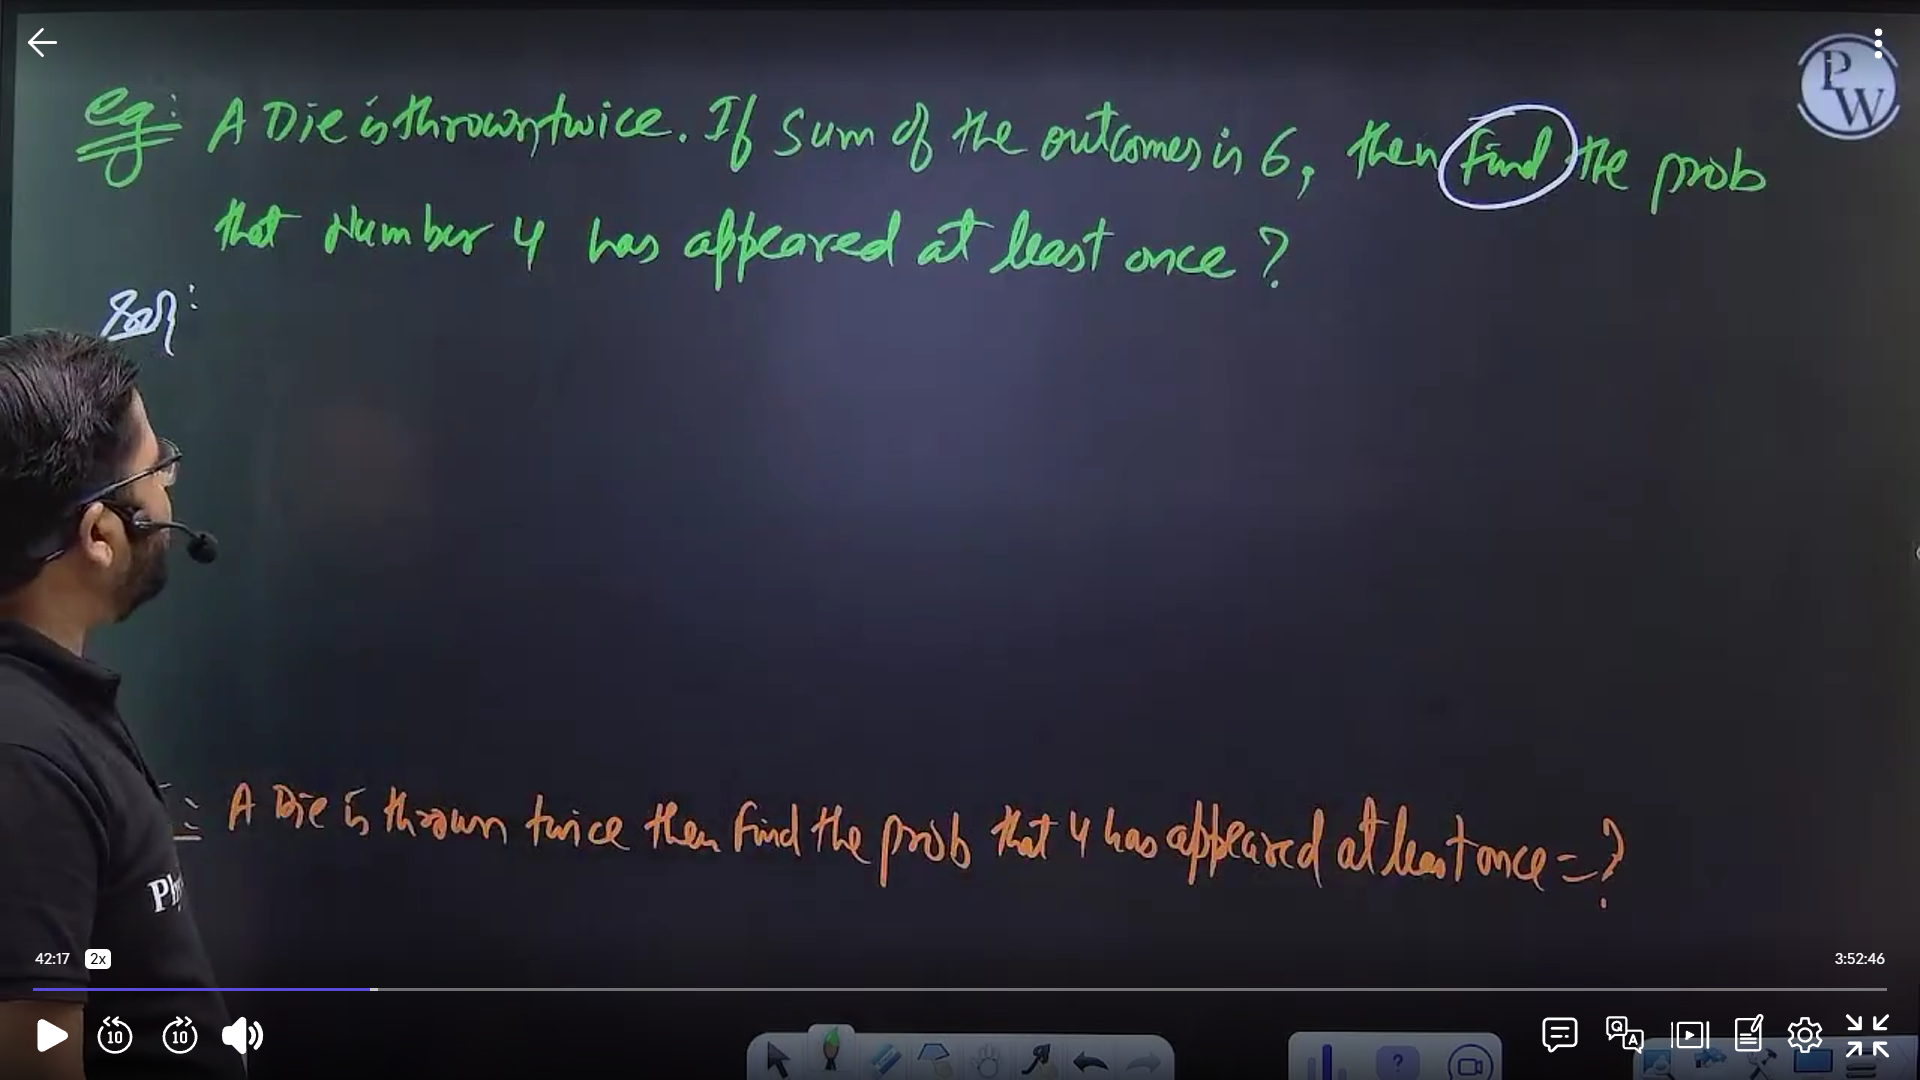 PW
eg: A Die is thrown twice. If Sum of the outcomes is 6, then find the prob
that Number 4 has appeared at least once ?
Sol:
A Die is thrown twice then find the prob that 4 has appeared at least once = ?
42:17 2x 3:52:46
10 10